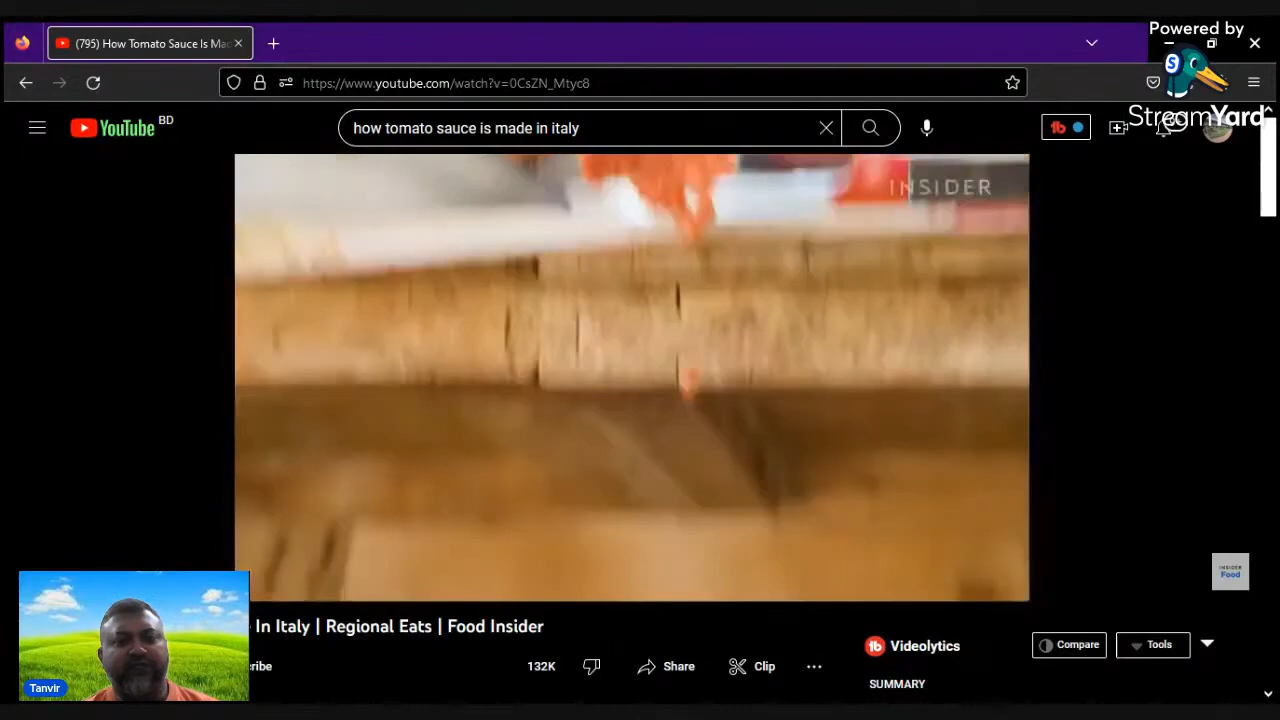 Powered by
(795) How Tomato Sauce Is Mad
StreamYard
https://www.youtube.com/watch?v=0CsZN_Mtyc8
YouTube BD
how tomato sauce is made in italy
INSIDER
INSIDER
Food
In Italy | Regional Eats | Food Insider
Videolytics
Compare
Tools
cribe
132K
Share
Clip
SUMMARY
Tanvir